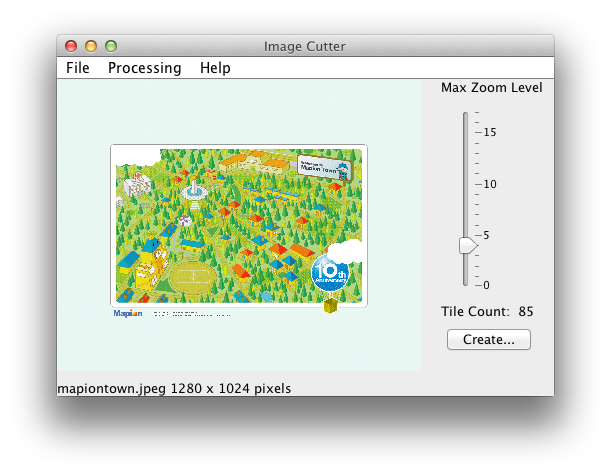 Image Cutter
File Processing Help
Max Zoom Level
15
10
5
0
Mapion Town
10th
Anniversary
Mapion
Tile Count: 85
Create...
mapiontown.jpeg 1280 x 1024 pixels